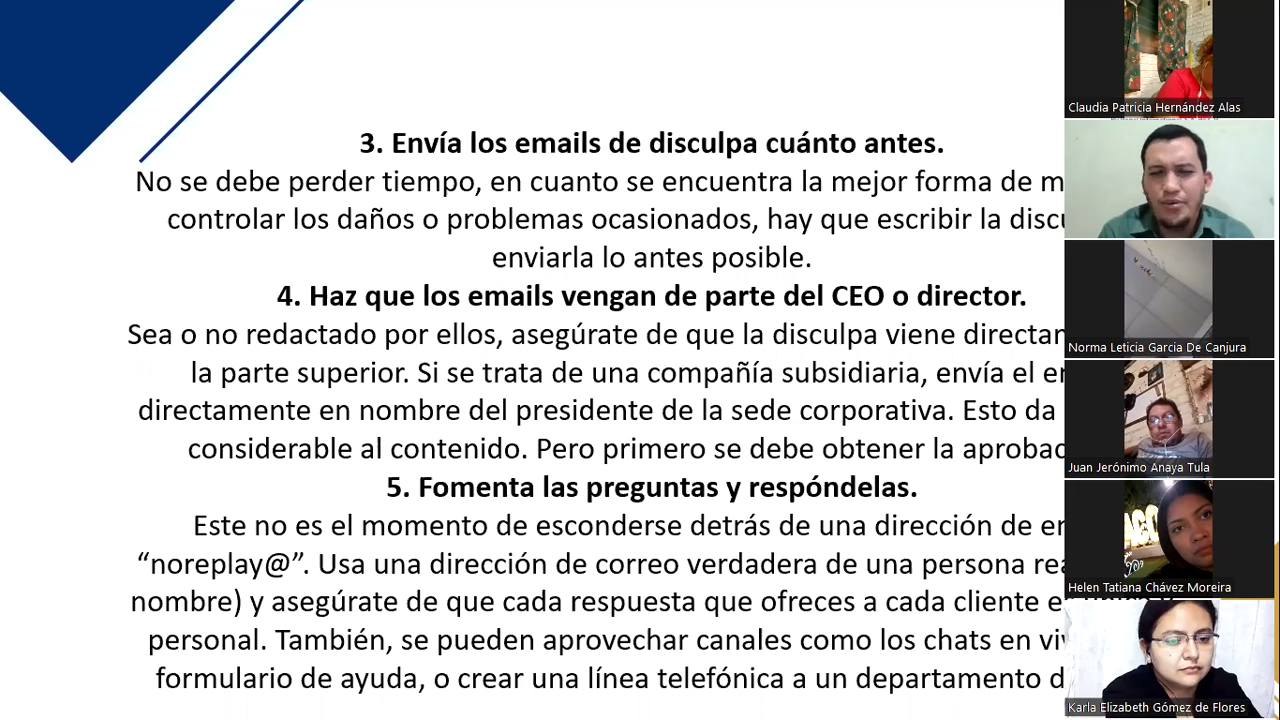 3. Envía los emails de disculpa cuánto antes.
No se debe perder tiempo, en cuanto se encuentra la mejor forma de
controlar los daños o problemas ocasionados, hay que escribir la
enviarla lo antes posible.
4. Haz que los emails vengan de parte del CEO o director.
Sea o no redactado por ellos, asegúrate de que la disculpa viene
la parte superior. Si se trata de una compañía subsidiaria, envía el
directamente en nombre del presidente de la sede corporativa. Esto da
considerable al contenido. Pero primero se debe obtener la
5. Fomenta las preguntas y respóndelas.
Este no es el momento de esconderse detrás de una dirección de
“noreplay@”. Usa una dirección de correo verdadera de una persona
nombre) y asegúrate de que cada respuesta que ofreces a cada cliente
personal. También, se pueden aprovechar canales como los chats en
formulario de ayuda, o crear una línea telefónica a un departamento
Claudia Patricia Hernández Alas
Norma Leticia Garcia De Canjura
Juan Jerónimo Anaya Tula
Helen Tatiana Chávez Moreira
Karla Elizabeth Gómez de Flores